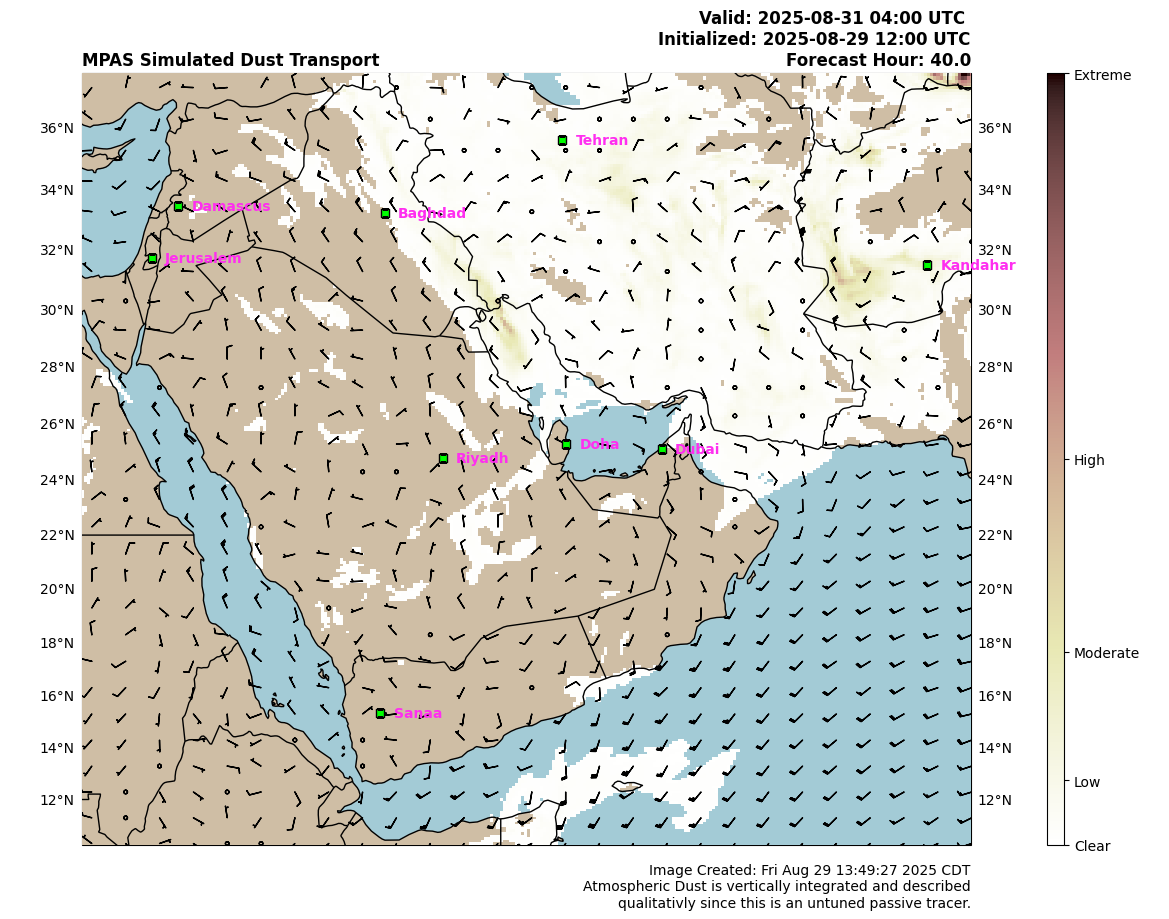 Valid: 2025-08-31 04:00 UTC
Initialized: 2025-08-29 12:00 UTC
MPAS Simulated Dust Transport
Forecast Hour: 40.0
Extreme
36°N
36°N
Tehran
34°N
34°N
Damascus
Baghdad
32°N
32°N
Jerusalem
Kandahar
30°N
30°N
28°N
28°N
26°N
26°N
Doha
Dubai
Riyadh
High
24°N
24°N
22°N
22°N
20°N
20°N
18°N
18°N
Moderate
16°N
16°N
Sanaa
14°N
14°N
Low
12°N
12°N
Clear
Image Created: Fri Aug 29 13:49:27 2025 CDT
Atmospheric Dust is vertically integrated and described
qualitativly since this is an untuned passive tracer.